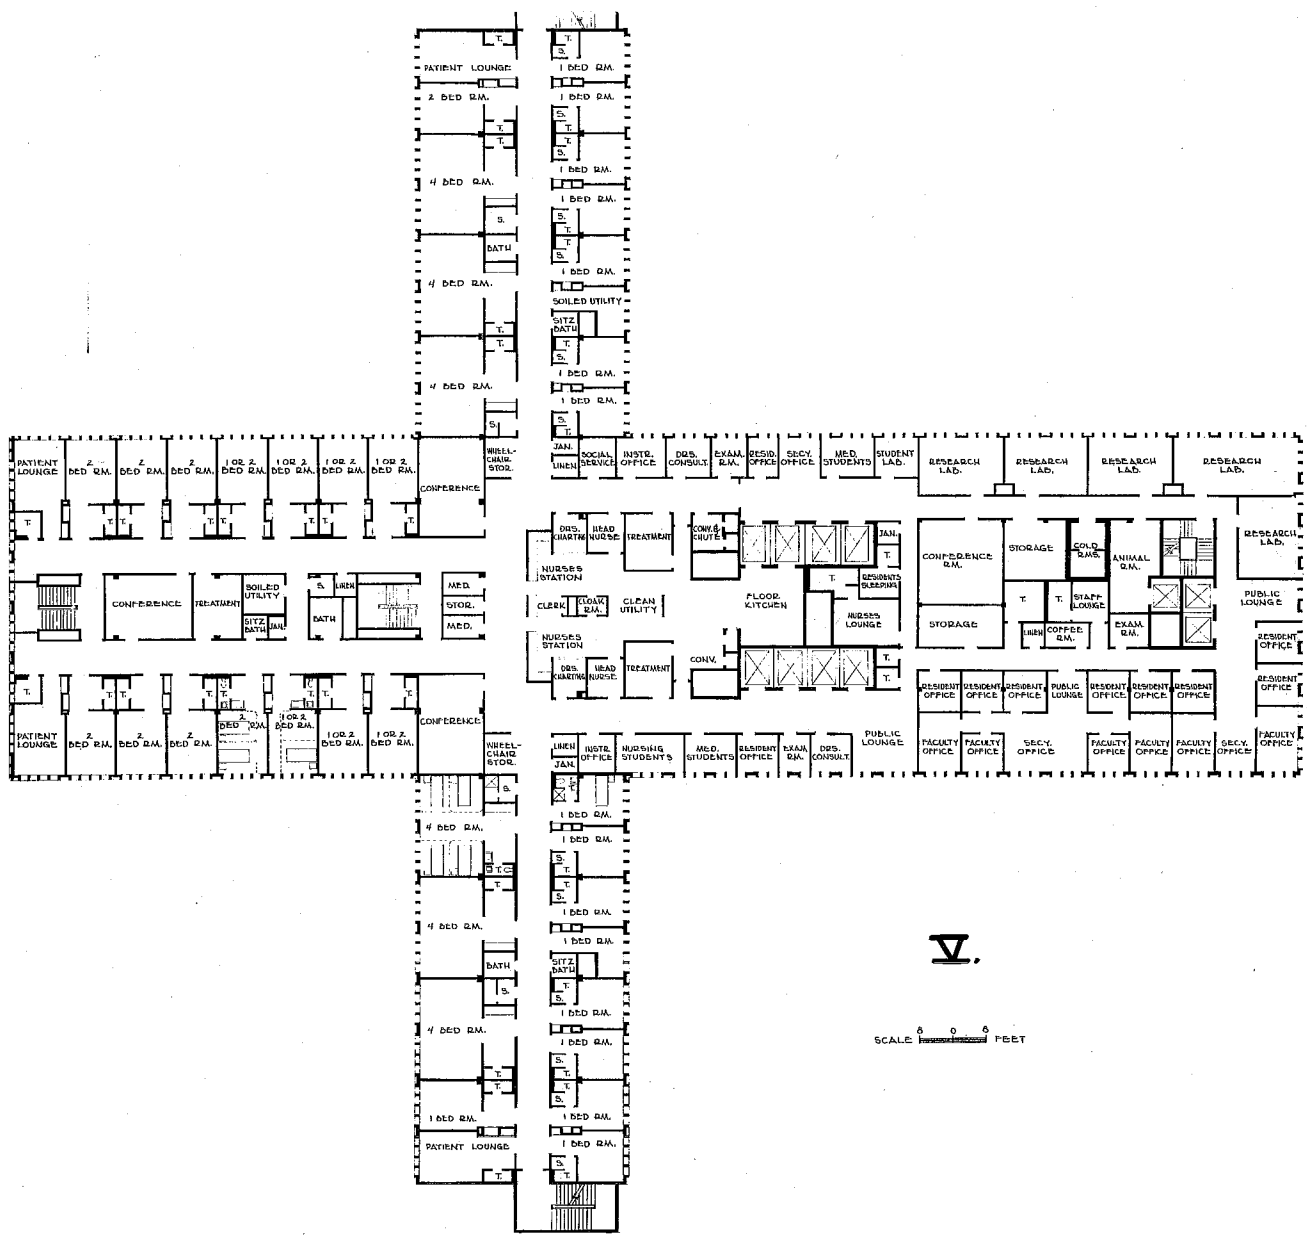 T.
T.
S.
PATIENT LOUNGE
1 BED RM.
2 BED RM.
1 BED RM.
S.
T.
T.
T.
T.
S.
4 BED RM.
1 BED RM.
1 BED RM.
S.
S.
T.
BATH
T.
S.
4 BED RM.
1 BED RM.
SOILED UTILITY
SITZ
BATH
T.
T.
T.
S.
4 BED RM.
1 BED RM.
1 BED RM.
S.
S.
T.
PATIENT
LOUNGE
2
BED RM.
2
BED RM.
2
BED RM.
1 OR 2
BED RM.
1 OR 2
BED RM.
1 OR 2
BED RM.
1 OR 2
BED RM.
CONFERENCE
WHEEL-
CHAIR
STOR.
JAN.
LINEN
SOCIAL
SERVICE
INSTR.
OFFICE
DRS.
CONSULT.
EXAM.
RM.
RESID.
OFFICE
SECY.
OFFICE
MED.
STUDENTS
STUDENT
LAB.
RESEARCH
LAB.
RESEARCH
LAB.
RESEARCH
LAB.
RESEARCH
LAB.
T.
T.
T.
T.
T.
T.
T.
T.
DRS.
CHARTING
HEAD
NURSE
TREATMENT
CONV. &
CHUTE
JAN.
T.
CONFERENCE
RM.
STORAGE
COLD
RMS.
ANIMAL
RM.
RESEARCH
LAB.
NURSES
STATION
CONFERENCE
TREATMENT
SOILED
UTILITY
SITZ
BATH
JAN.
S.
LINEN
BATH
MED.
STOR.
MED.
CLERK
CLOAK
RM.
CLEAN
UTILITY
FLOOR
KITCHEN
T.
RESIDENTS
SLEEPING
NURSES
LOUNGE
STORAGE
T.
T.
STAFF
LOUNGE
LINEN
COFFEE
RM.
EXAM.
RM.
PUBLIC
LOUNGE
RESIDENT
OFFICE
NURSES
STATION
DRS.
CHARTING
HEAD
NURSE
TREATMENT
CONV.
T.
T.
RESIDENT
OFFICE
RESIDENT
OFFICE
RESIDENT
OFFICE
PUBLIC
LOUNGE
RESIDENT
OFFICE
RESIDENT
OFFICE
RESIDENT
OFFICE
RESIDENT
OFFICE
T.
T.
T.
T.
T.
T.
T.
T.
PATIENT
LOUNGE
2
BED RM.
2
BED RM.
2
BED RM.
2
BED RM.
1 OR 2
BED RM.
1 OR 2
BED RM.
1 OR 2
BED RM.
CONFERENCE
WHEEL-
CHAIR
STOR.
LINEN
JAN.
INSTR.
OFFICE
NURSING
STUDENTS
MED.
STUDENTS
RESIDENT
OFFICE
EXAM.
RM.
DRS.
CONSULT.
PUBLIC
LOUNGE
FACULTY
OFFICE
FACULTY
OFFICE
SECY.
OFFICE
FACULTY
OFFICE
FACULTY
OFFICE
FACULTY
OFFICE
SECY.
OFFICE
FACULTY
OFFICE
S.
4 BED RM.
1 BED RM.
1 BED RM.
T.
T.
S.
T.
T.
S.
4 BED RM.
1 BED RM.
1 BED RM.
BATH
S.
SITZ
BATH
T.
S.
4 BED RM.
1 BED RM.
1 BED RM.
T.
T.
S.
T.
T.
S.
1 BED RM.
1 BED RM.
PATIENT LOUNGE
1 BED RM.
T.
S.
T.
V.
SCALE 8 0 8 FEET